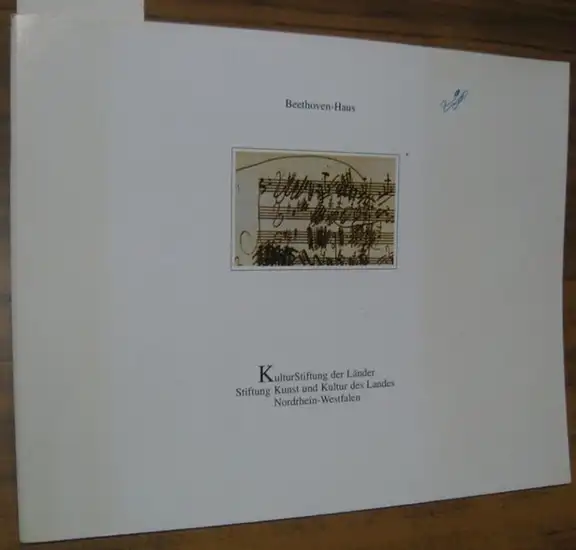 Beethoven-Haus
KulturStiftung der Länder
Stiftung Kunst und Kultur des Landes
Nordrhein-Westfalen